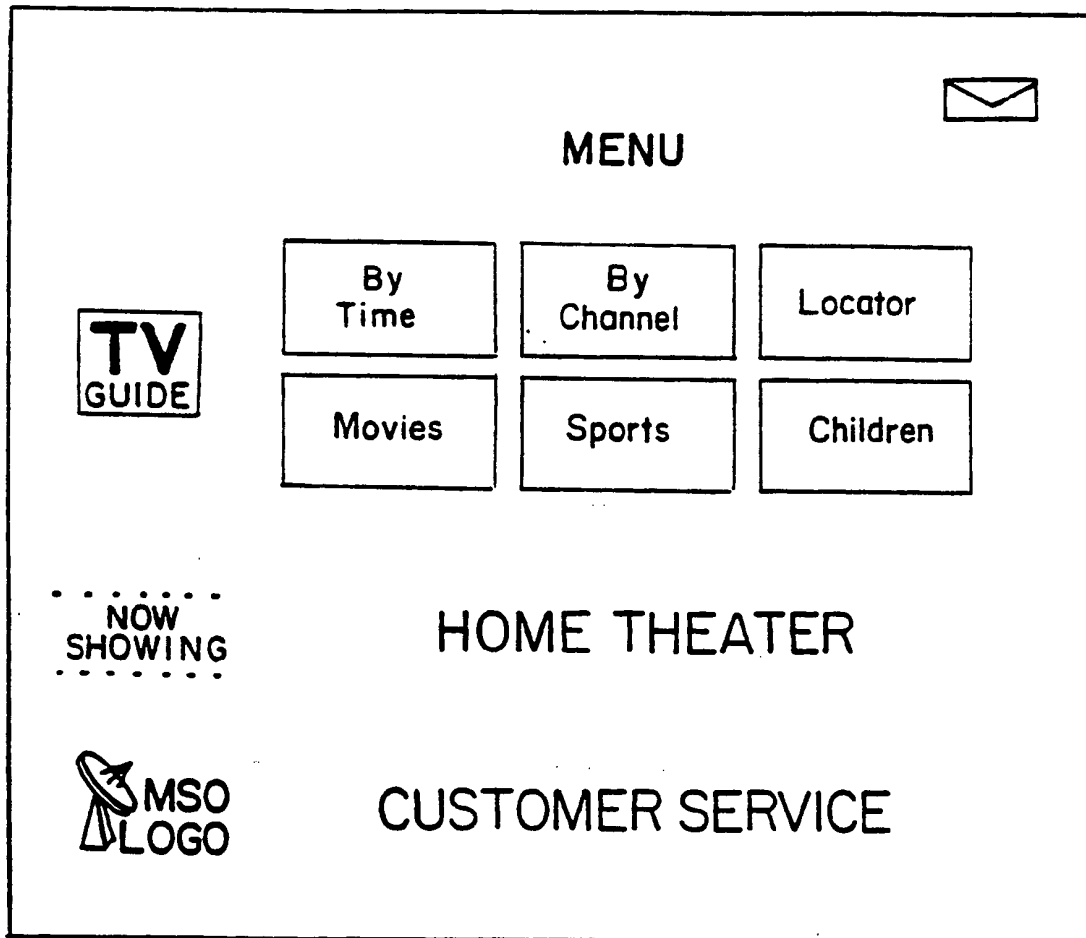 MENU
By
Time
By
Channel
Locator
TV
GUIDE
Movies
Sports
Children
NOW
SHOWING
HOME THEATER
MSO
LOGO
CUSTOMER SERVICE